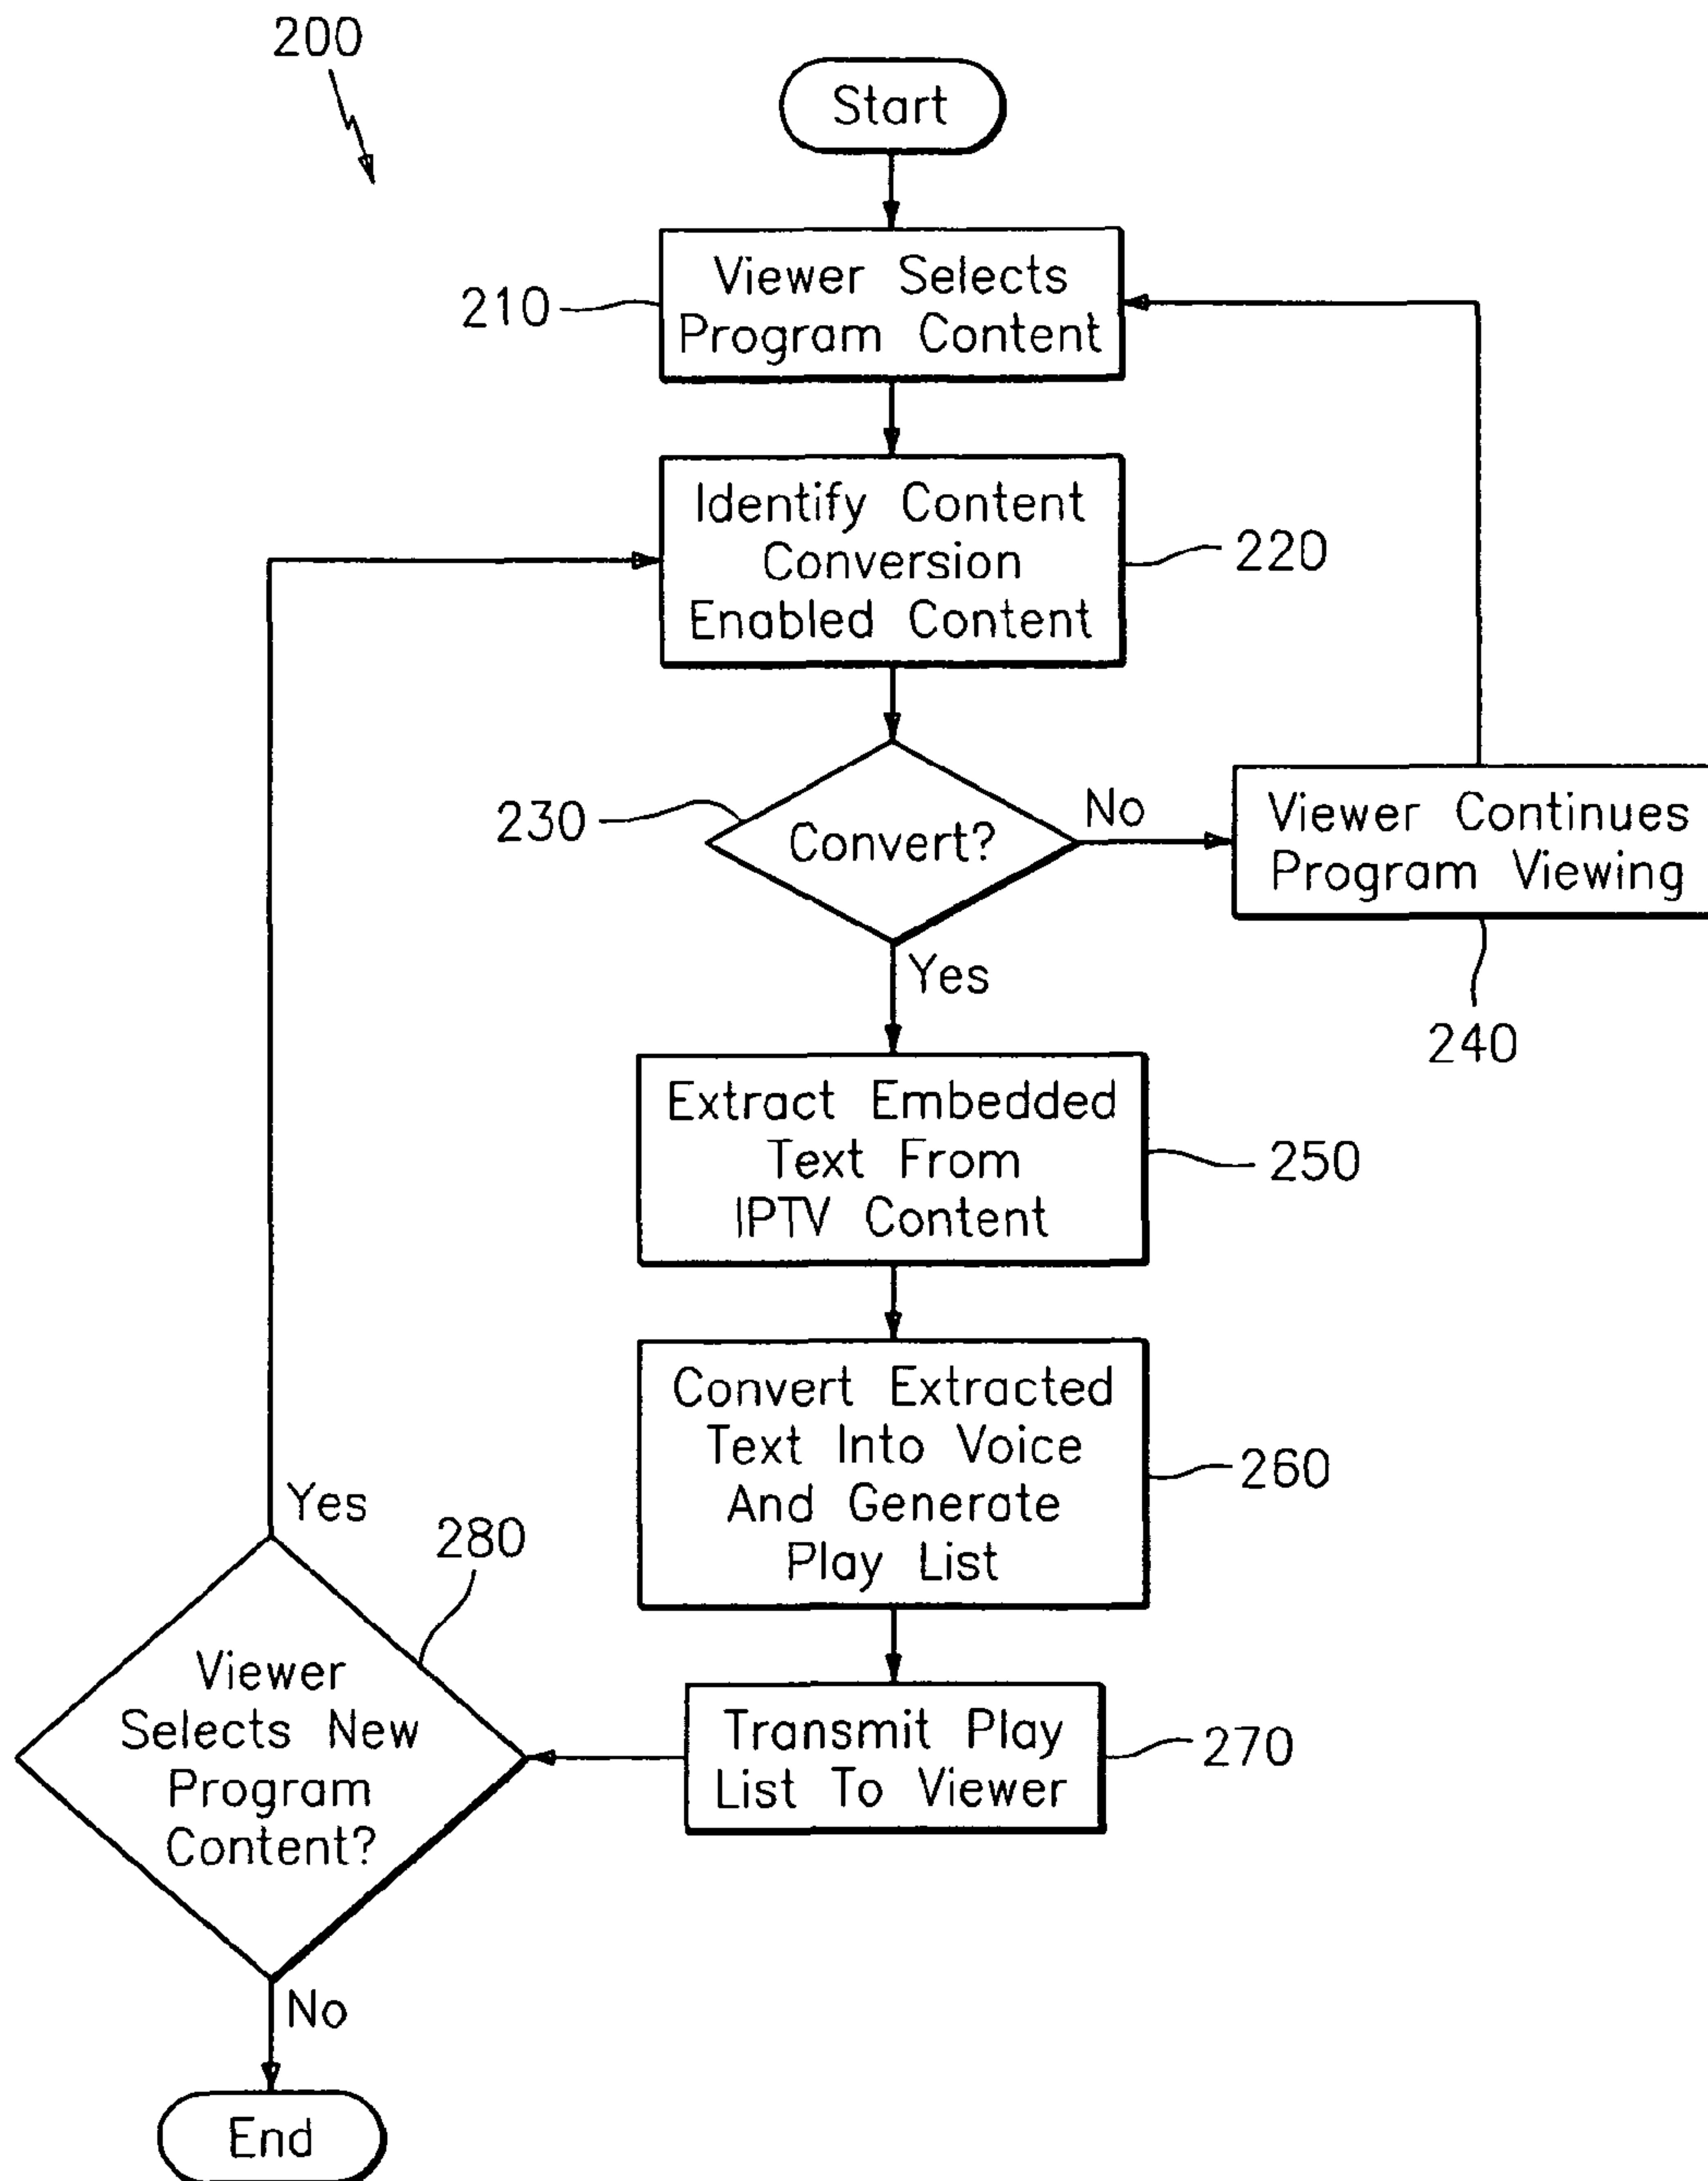 200
Start
210
Viewer Selects
Program Content
Identify Content
Conversion
Enabled Content
220
230
Convert?
No
Viewer Continues
Program Viewing
240
Yes
Extract Embedded
Text From
IPTV Content
250
Convert Extracted
Text Into Voice
And Generate
Play List
260
Yes
280
Viewer
Selects New
Program
Content?
Transmit Play
List To Viewer
270
No
End